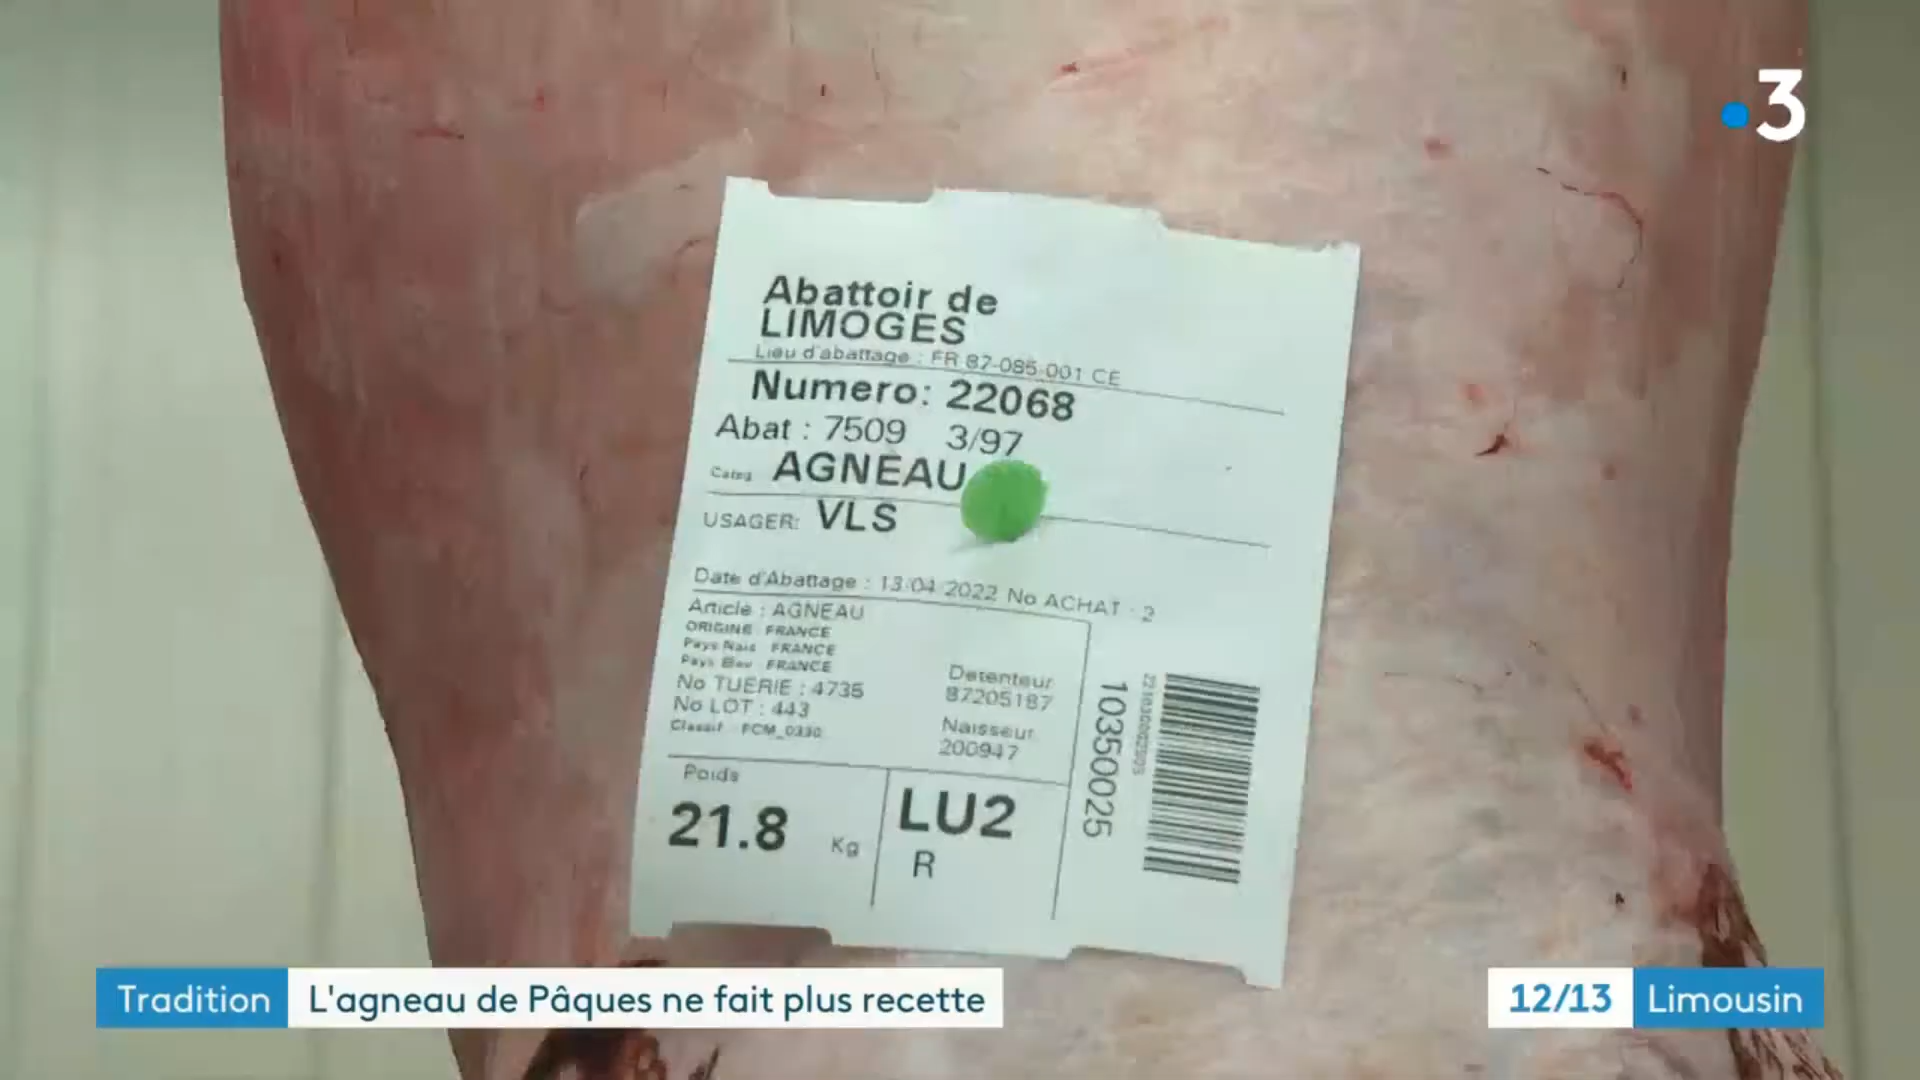 3
Abattoir de
LIMOGES
Lieu d'abattage : FR 87-085-001 CE
Numero: 22068
Abat : 7509 3/97
Categ AGNEAU
USAGER: VLS
Date d'Abattage : 13-04-2022 No ACHAT : 2
Article : AGNEAU
ORIGINE FRANCE
Pays Nais FRANCE
Pays Elev FRANCE
No TUERIE : 4735
No LOT : 443
Classif FCM_0330
Detenteur
87205187
Naisseur
200947
10350025
Poids
21.8 Kg
LU2
R
Tradition L'agneau de Pâques ne fait plus recette
12/13 Limousin